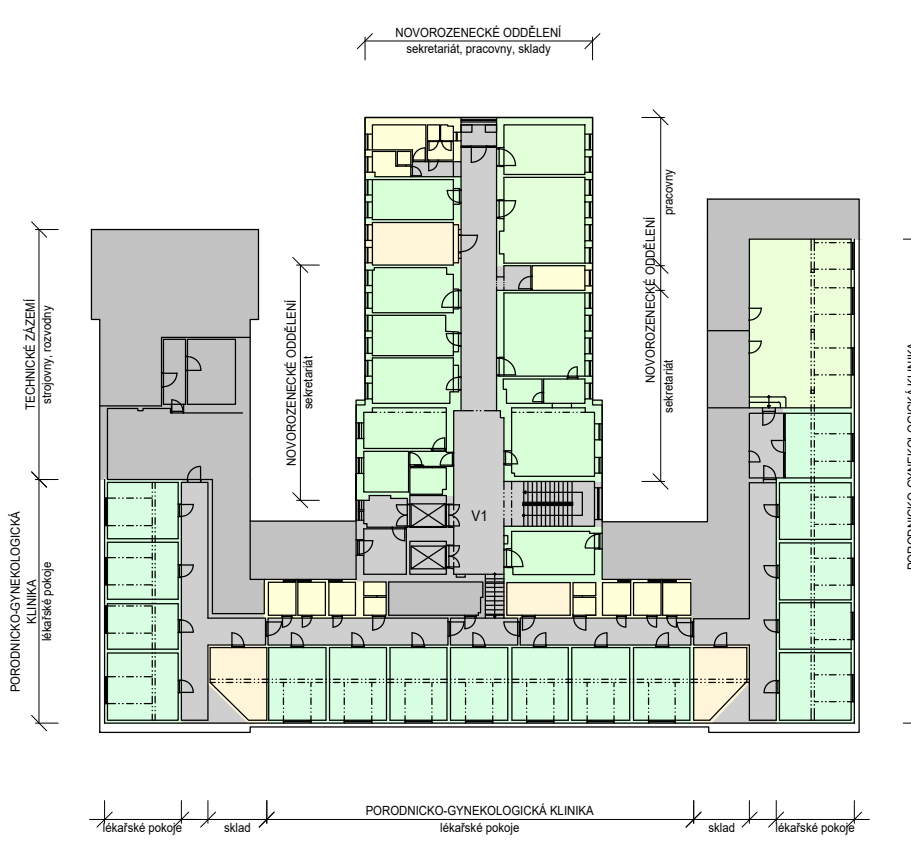 NOVOROZENECKÉ ODDĚLENÍ
sekretariát, pracovny, sklady
pracovny
NOVOROZENECKÉ ODDĚLENÍ
sekretariát
TECHNICKÉ ZÁZEMÍ
strojovny, rozvodny
NOVOROZENECKÉ ODDĚLENÍ
sekretariát
V1
PORODNICKO-GYNEKOLOGICKÁ
KLINIKA
lékařské pokoje
PORODNICKO-GYNEKOLOGICKÁ KLINIKA
PORODNICKO-GYNEKOLOGICKÁ KLINIKA
lékařské pokoje
sklad
lékařské pokoje
sklad
lékařské pokoje